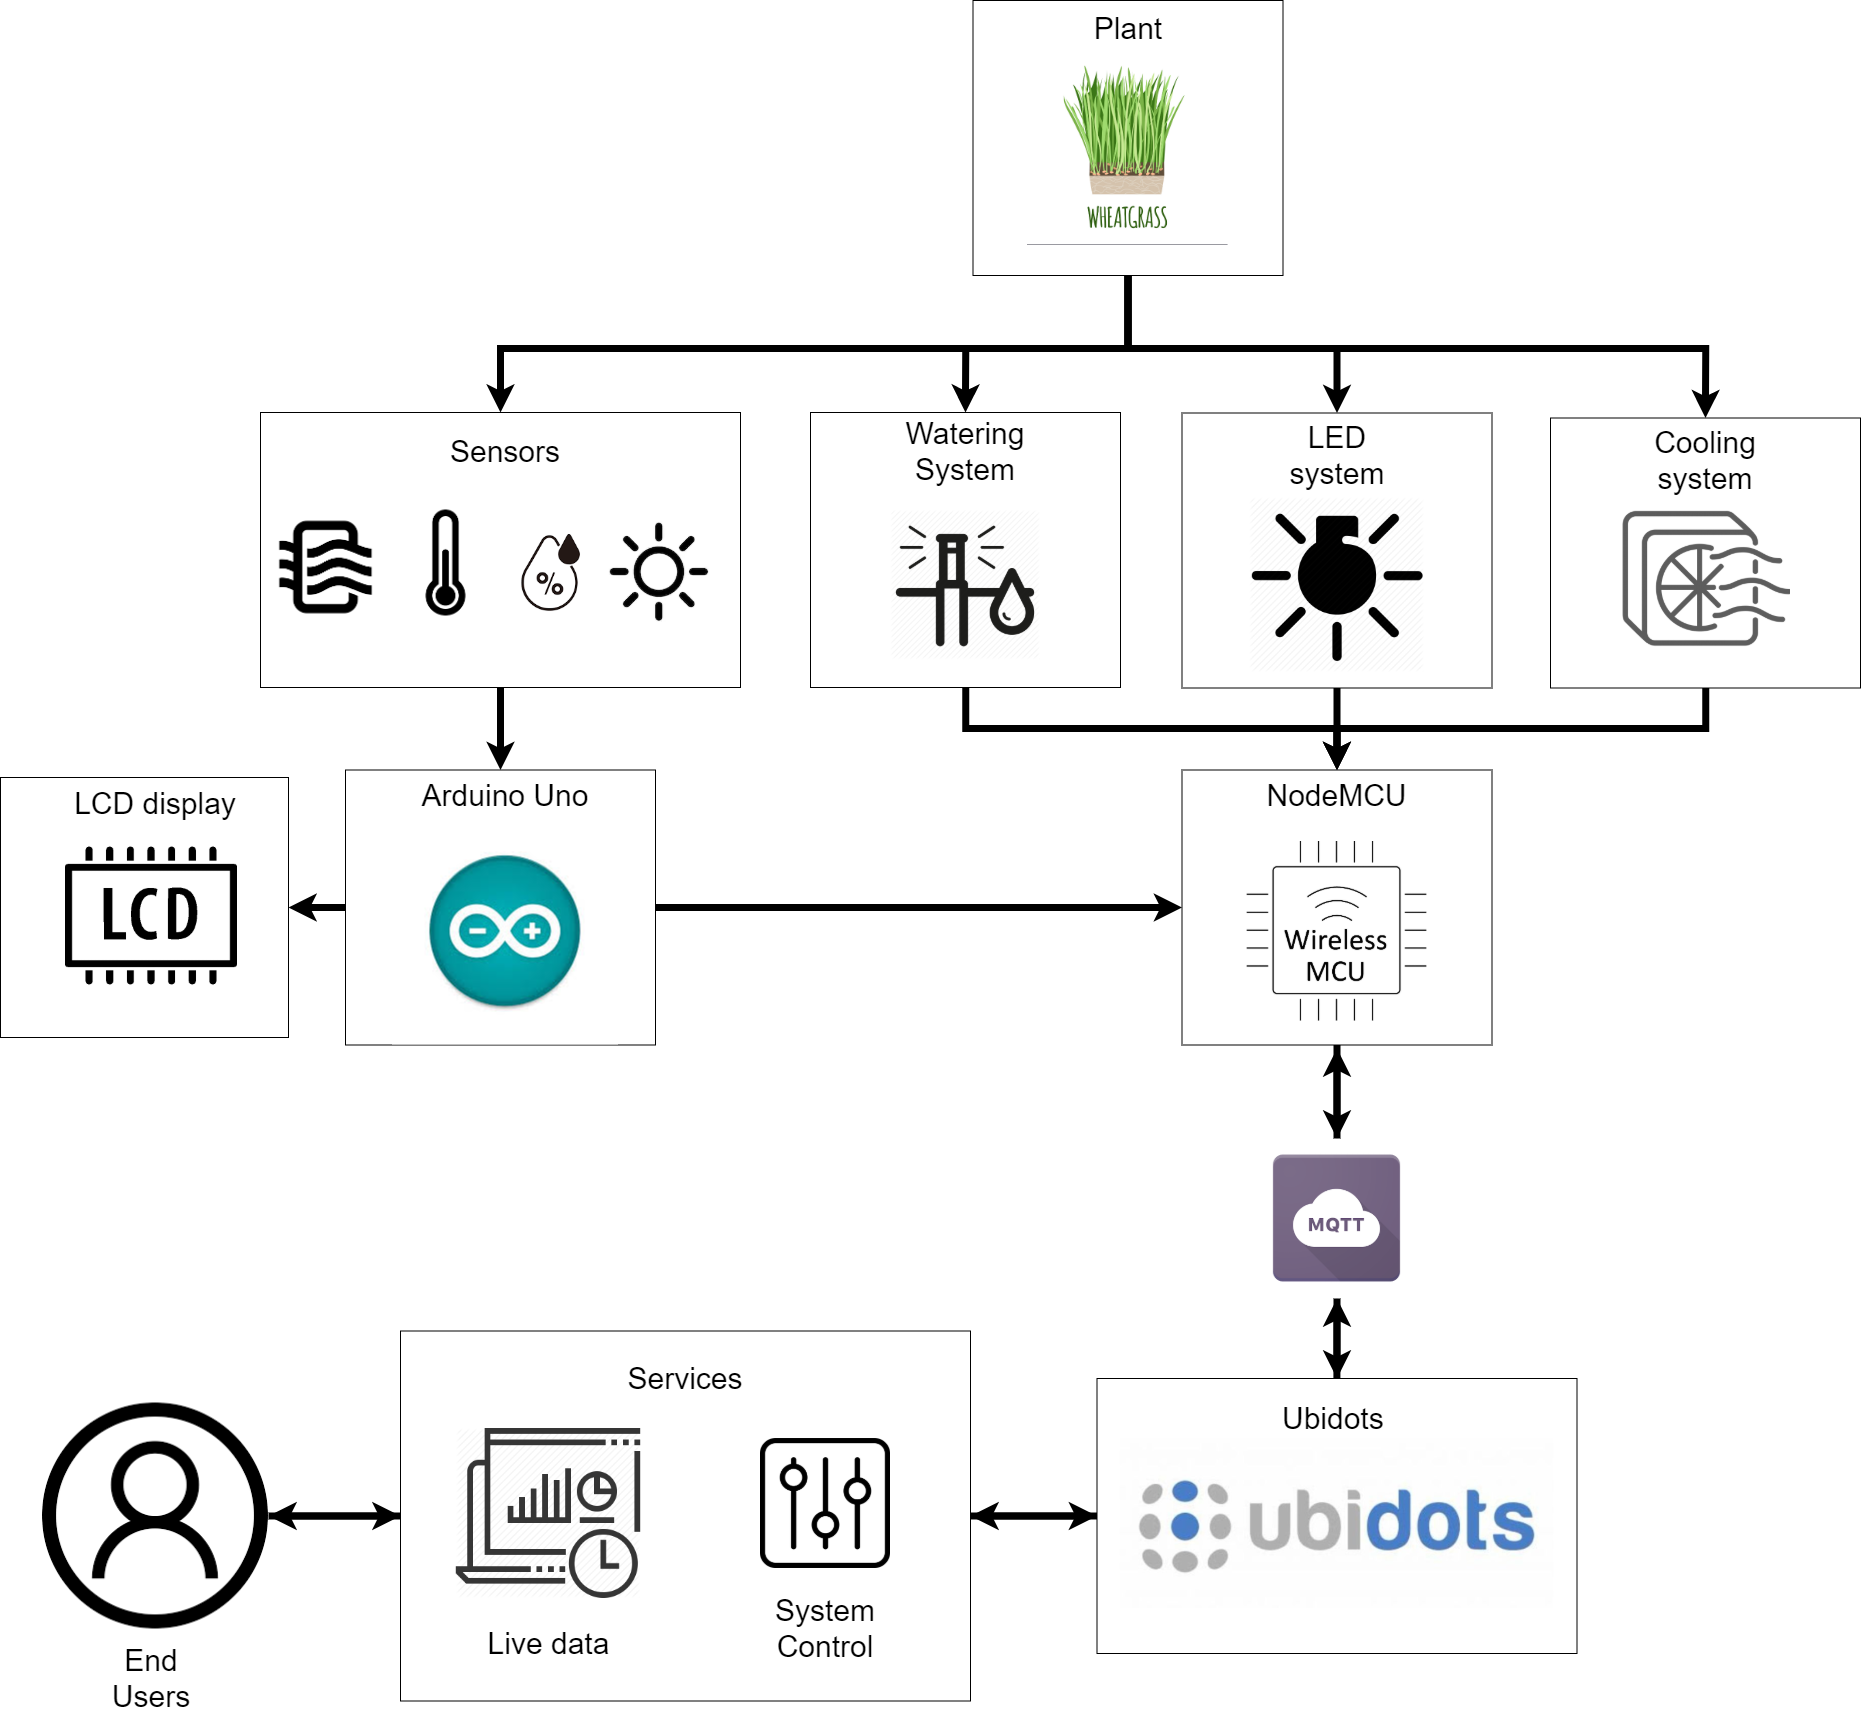 Plant
WHEATGRASS
Sensors
%
Watering
System
LED
system
Cooling
system
LCD display
LCD
Arduino Uno
NodeMCU
Wireless
MCU
MQTT
Services
Live data
System
Control
Ubidots
ubidots
End
Users